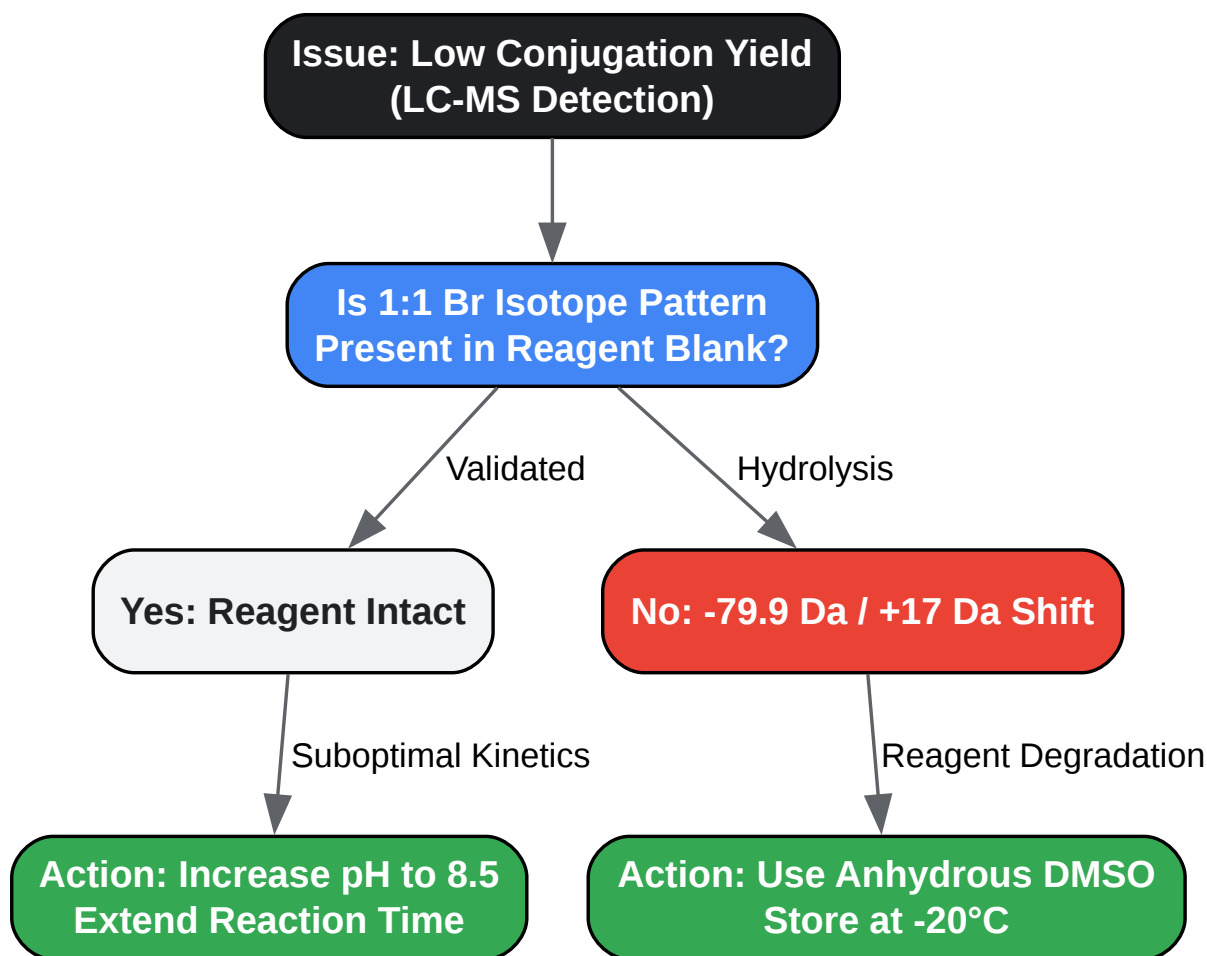 Issue: Low Conjugation Yield
(LC-MS Detection)
Is 1:1 Br Isotope Pattern
Present in Reagent Blank?
Validated
Hydrolysis
Yes: Reagent Intact
No: -79.9 Da / +17 Da Shift
Suboptimal Kinetics
Reagent Degradation
Action: Increase pH to 8.5
Extend Reaction Time
Action: Use Anhydrous DMSO
Store at -20°C